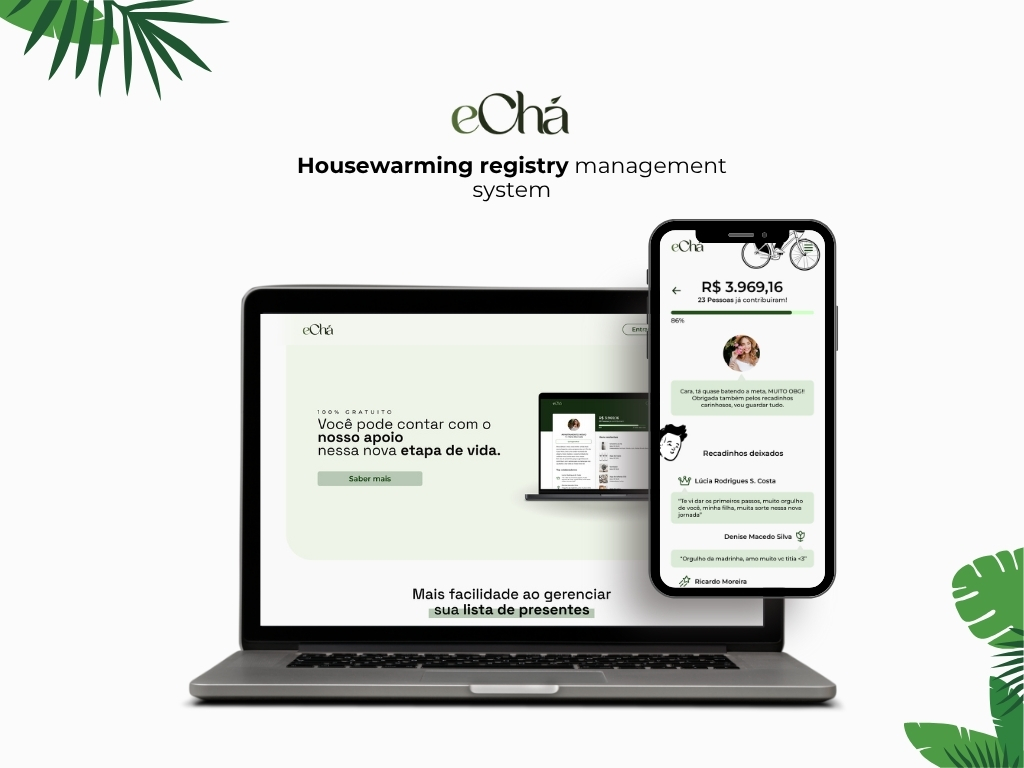 eChá
Housewarming registry management
system
eChá
100% GRATUITO
Você pode contar com o
nosso apoio
nessa nova etapa de vida.
Saber mais
R$ 3.969,16
Mais facilidade ao gerenciar
sua lista de presentes
eChá
R$ 3.969,16
23 Pessoas já contribuiram!
86%
Cara, tá quase batendo a meta, MUITO OBG!!
Obrigada também pelos recadinhos
carinhosos, vou guardar tudo.
Recadinhos deixados
Lúcia Rodrigues S. Costa
"Te vi dar os primeiros passos, muito orgulho
de você, minha filha, muita sorte nessa nova
jornada"
Denise Macedo Silva
"Orgulho da madrinha, amo muito vc titia <3"
Ricardo Moreira